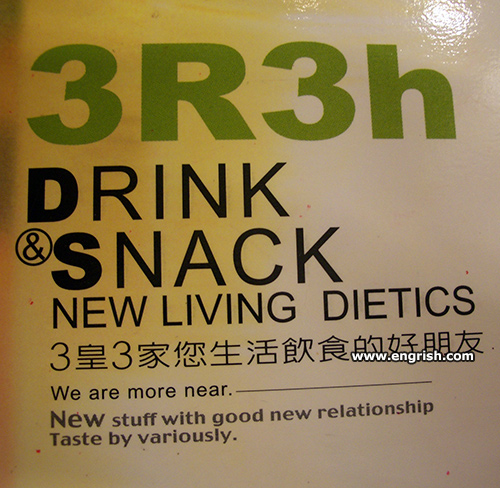 3R3h
DRINK
&SNACK
NEW LIVING DIETICS
3皇3家您生活飲食的好朋友
www.engrish.com
We are more near.
New stuff with good new relationship
Taste by variously.